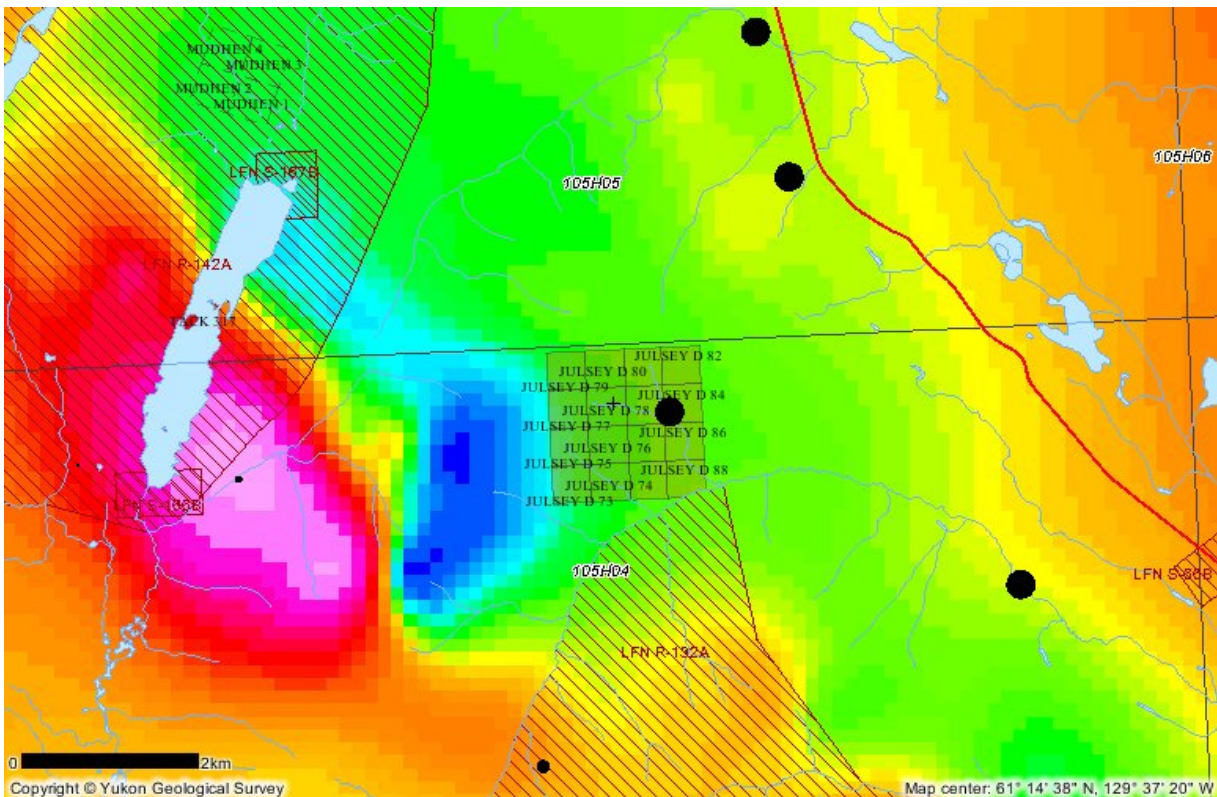 MUDHEN 4
MUDHEN 3
MUDHEN 2
MUDHEN 1
105H06
LFN S-167B
105H05
LFN R-142A
TACK 317
JULSEY D 82
JULSEY D 80
JULSEY D 79
JULSEY D 84
JULSEY D 78
JULSEY D 77
JULSEY D 86
JULSEY D 76
JULSEY D 75
JULSEY D 88
JULSEY D 74
JULSEY D 73
105H04
LFN R-132A
0 2km
Copyright © Yukon Geological Survey
Map center: 61° 14' 38" N, 129° 37' 20" W